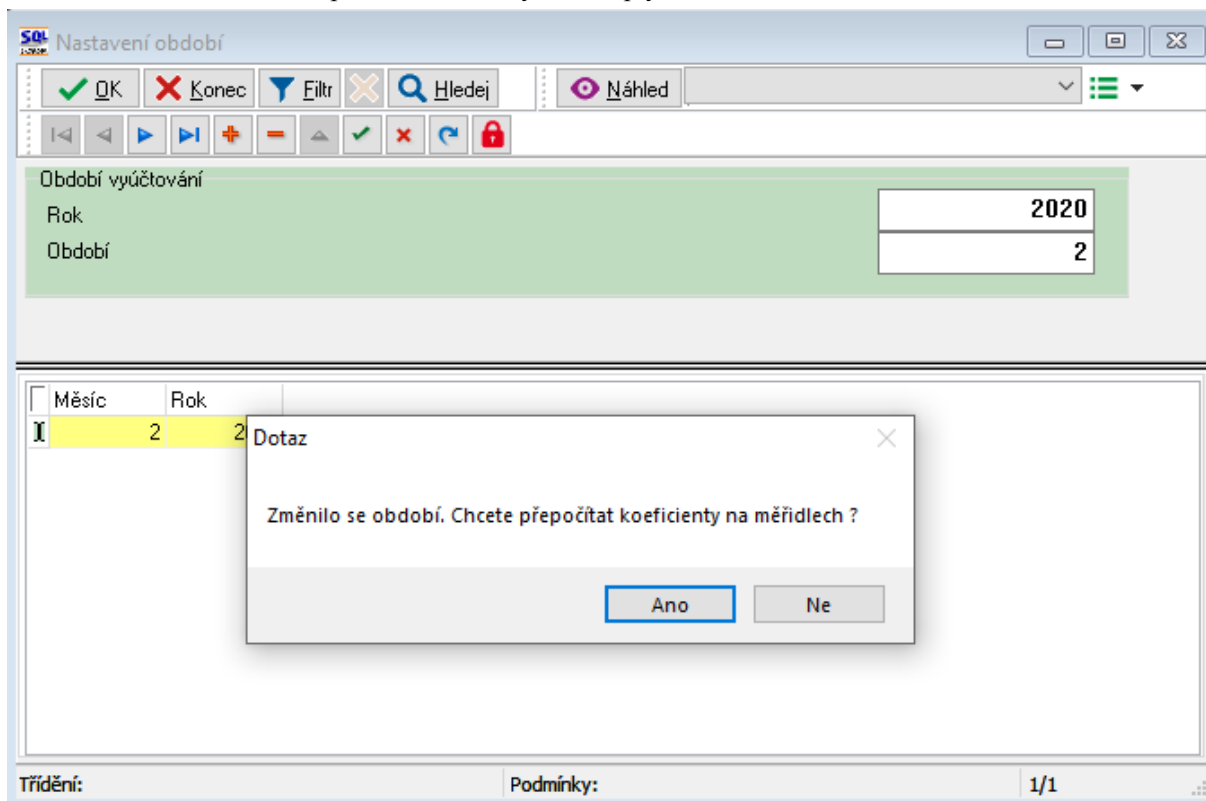 SQL Nastavení období
OK Konec Filtr Hledej Náhled
Období vyúčtování
Rok 2020
Období 2
Měsíc Rok
2
Dotaz
Změnilo se období. Chcete přepočítat koeficienty na měřidlech ?
Ano Ne
Třídění: Podmínky: 1/1